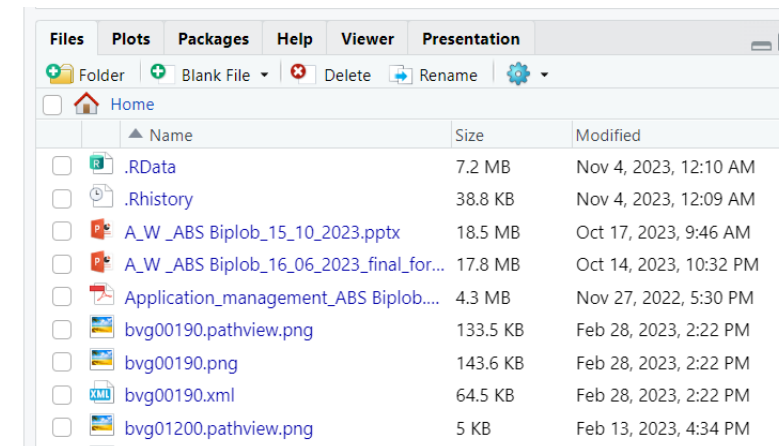 Files Plots Packages Help Viewer Presentation
Folder Blank File Delete Rename
Home
Name Size Modified
.RData 7.2 MB Nov 4, 2023, 12:10 AM
.Rhistory 38.8 KB Nov 4, 2023, 12:09 AM
A_W _ABS Biplob_15_10_2023.pptx 18.5 MB Oct 17, 2023, 9:46 AM
A_W _ABS Biplob_16_06_2023_final_for... 17.8 MB Oct 14, 2023, 10:32 PM
Application_management_ABS Biplob.... 4.3 MB Nov 27, 2022, 5:30 PM
bvg00190.pathview.png 133.5 KB Feb 28, 2023, 2:22 PM
bvg00190.png 143.6 KB Feb 28, 2023, 2:22 PM
bvg00190.xml 64.5 KB Feb 28, 2023, 2:22 PM
bvg01200.pathview.png 5 KB Feb 13, 2023, 4:34 PM